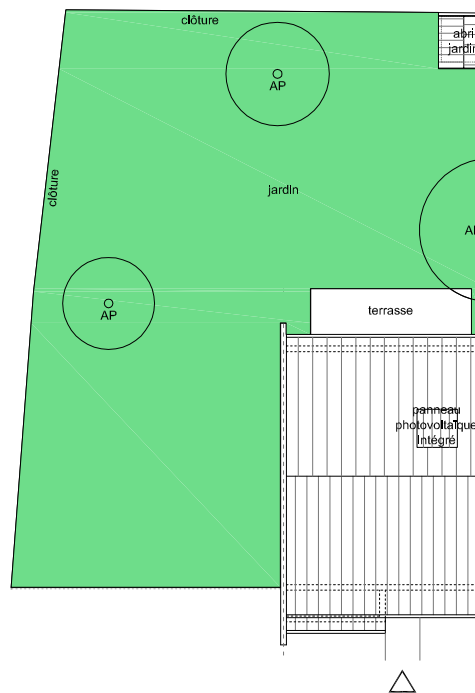 clôture
abri
jardin
AP
clôture
jardin
AP
terrasse
panneau
photovoltaïque
Intégré